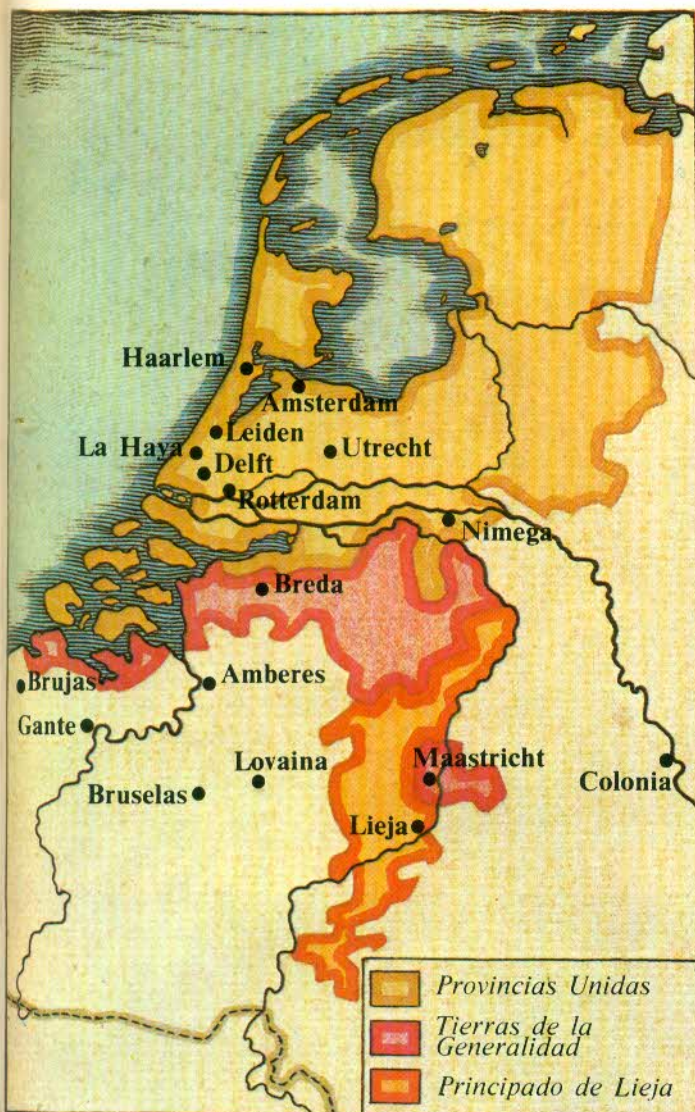 Haarlem
Amsterdam
Leiden
La Haya
Utrecht
Delft
Rotterdam
Nimega
Breda
Brujas
Amberes
Gante
Maastricht
Lovaina
Colonia
Bruselas
Lieja
Provincias Unidas
Tierras de la
Generalidad
Principado de Lieja